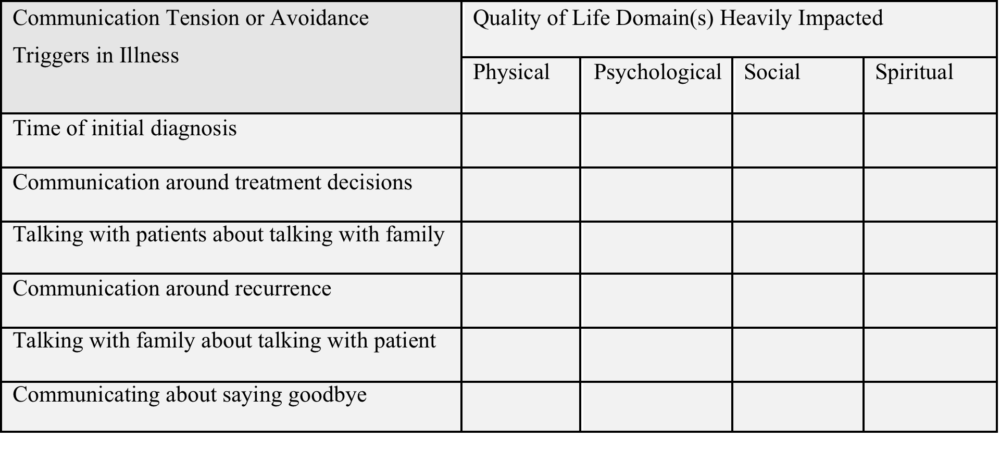 Communication Tension or Avoidance
Triggers in Illness
Quality of Life Domain(s) Heavily Impacted
Physical
Psychological
Social
Spiritual
Time of initial diagnosis
Communication around treatment decisions
Talking with patients about talking with family
Communication around recurrence
Talking with family about talking with patient
Communicating about saying goodbye